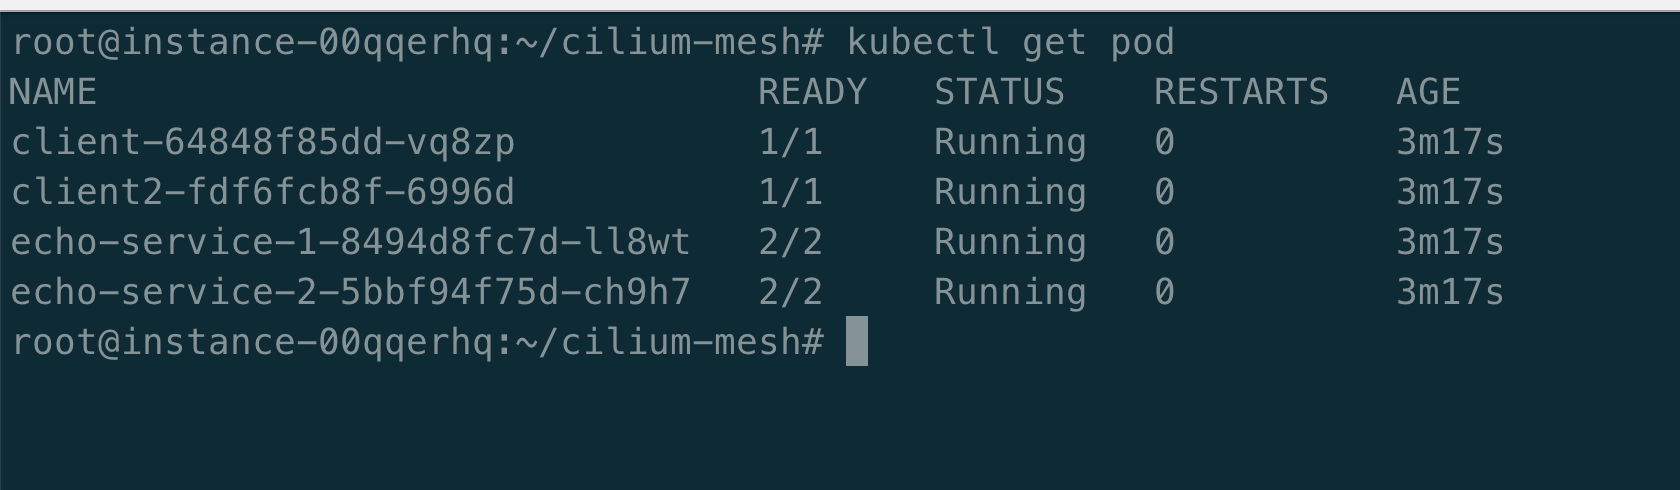 root@instance-00qqerhq:~/cilium-mesh# kubectl get pod
NAME                              READY   STATUS    RESTARTS   AGE
client-64848f85dd-vq8zp           1/1     Running   0          3m17s
client2-fdf6fcb8f-6996d           1/1     Running   0          3m17s
echo-service-1-8494d8fc7d-ll8wt   2/2     Running   0          3m17s
echo-service-2-5bbf94f75d-ch9h7   2/2     Running   0          3m17s
root@instance-00qqerhq:~/cilium-mesh#